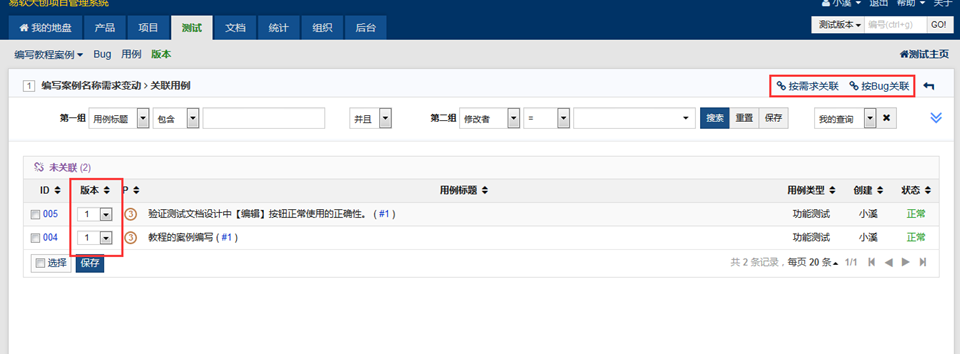 易软天创项目管理系统
小溪 退出 帮助 关于
我的地盘 产品 项目 测试 文档 统计 组织 后台
测试版本 编号(ctrl+g) GO!
编写教程案例 Bug 用例 版本 测试主页
1 编写案例名称需求变动 > 关联用例 按需求关联 按Bug关联
第一组 用例标题 包含 并且 第二组 修改者 = 搜索 重置 保存 我的查询
未关联 (2)
ID 版本 P 用例标题 用例类型 创建 状态
005 1 3 验证测试文档设计中【编辑】按钮正常使用的正确性。 ( #1 ) 功能测试 小溪 正常
004 1 3 教程的案例编写 ( #1 ) 功能测试 小溪 正常
选择 保存 共 2 条记录，每页 20 条 1/1